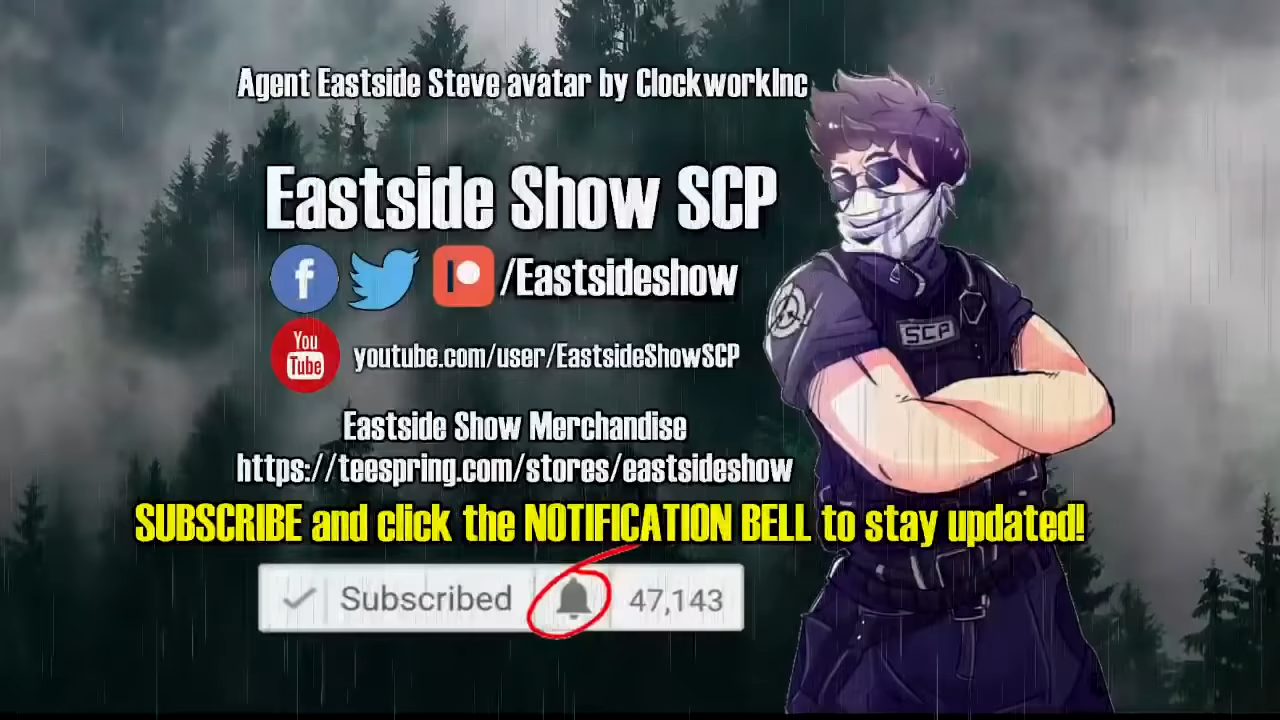 Agent Eastside Steve avatar by ClockworkInc
Eastside Show SCP
f /Eastsideshow
You
Tube
youtube.com/user/EastsideShowSCP
SCP
Eastside Show Merchandise
https://teespring.com/stores/eastsideshow
SUBSCRIBE and click the NOTIFICATION BELL to stay updated!
Subscribed 47,143